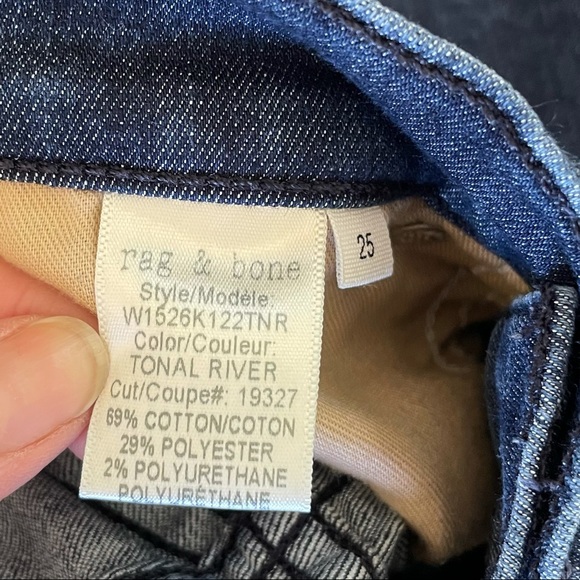 rag & bone
Style/Modèle:
W1526K122TNR
Color/Couleur:
TONAL RIVER
Cut/Coupe#: 19327
69% COTTON/COTON
29% POLYESTER
2% POLYURETHANE
POLYURÉTHANE
25